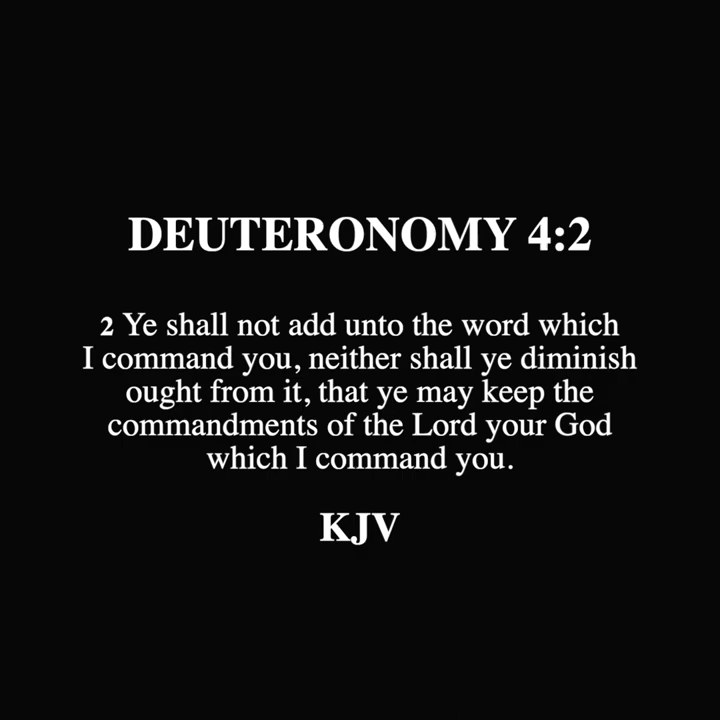 DEUTERONOMY 4:2
2 Ye shall not add unto the word which
I command you, neither shall ye diminish
ought from it, that ye may keep the
commandments of the Lord your God
which I command you.
KJV